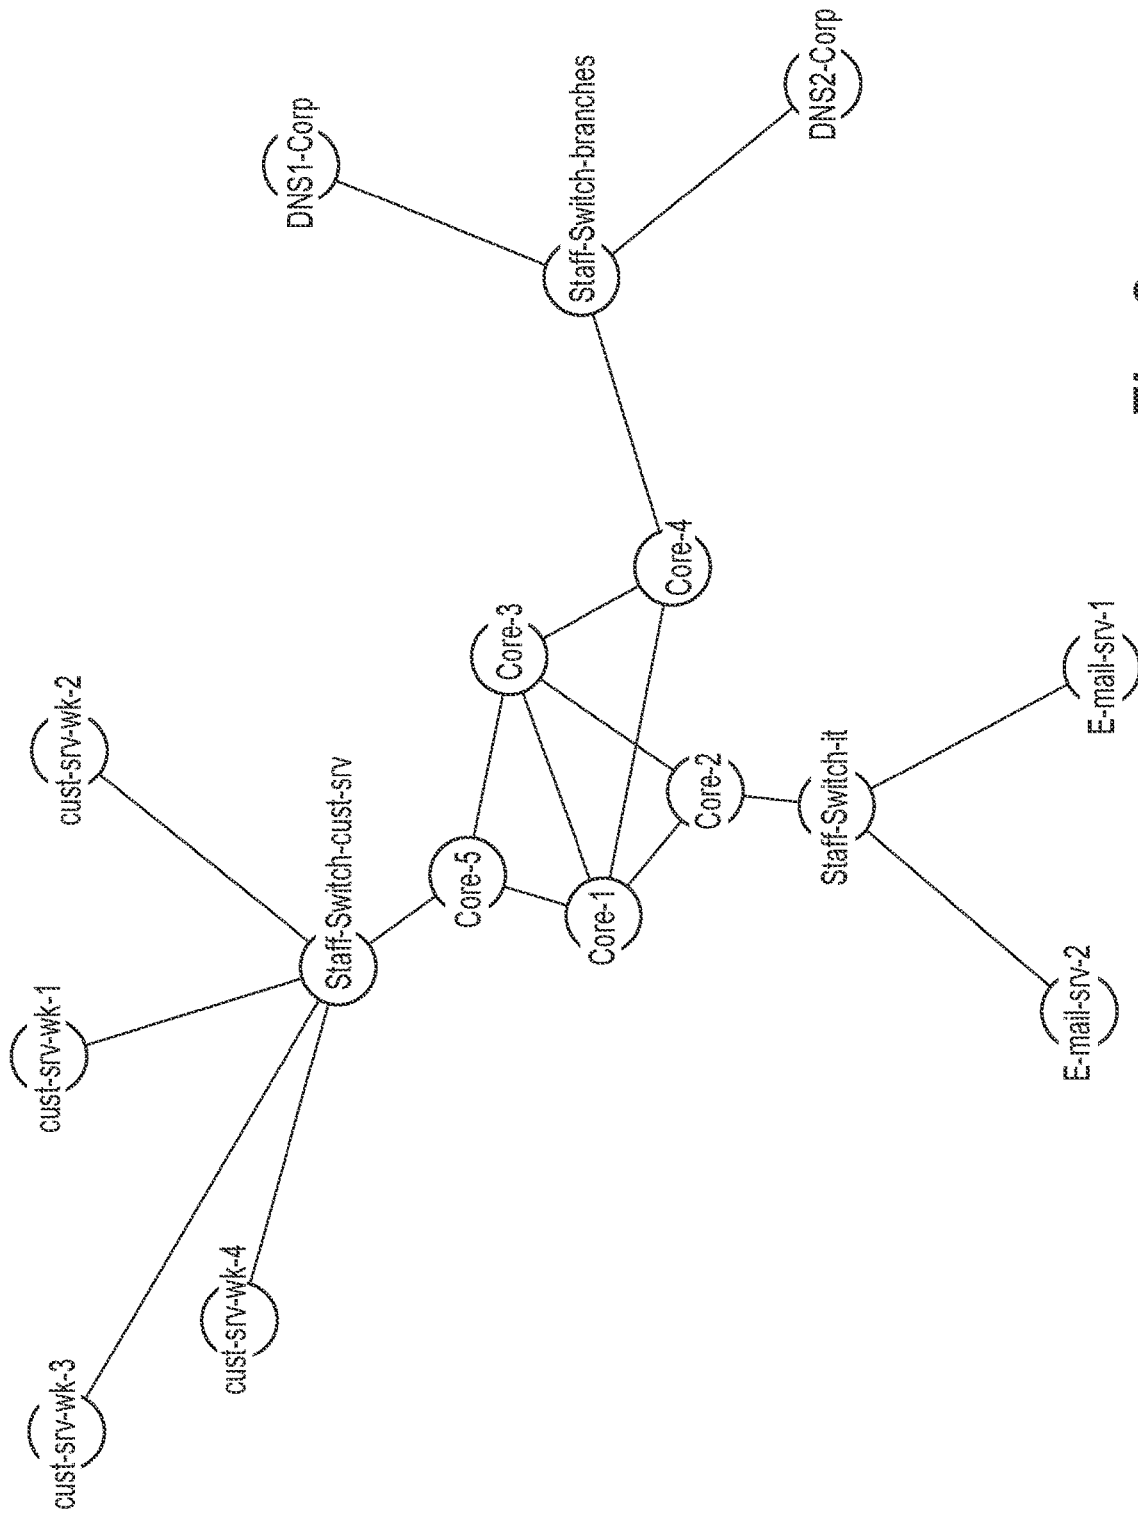 cust-srv-wk-3
cust-srv-wk-4
cust-srv-wk-1
cust-srv-wk-2
Staff-Switch-cust-srv
Core-5
Core-1
Core-3
Core-2
Core-4
Staff-Switch-it
E-mail-srv-2
E-mail-srv-1
Staff-Switch-branches
DNS1-Corp
DNS2-Corp